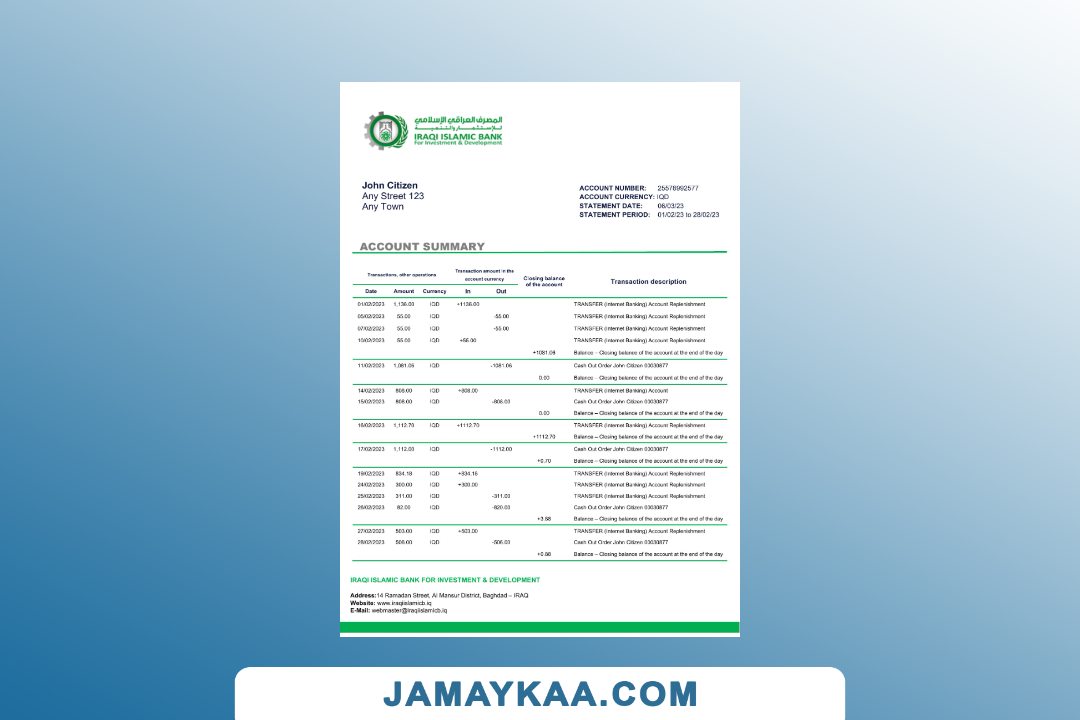 المصرف العراقي الإسلامي
للإستثمار والتنمية
IRAQI ISLAMIC BANK
For Investment & Development
John Citizen
Any Street 123
Any Town
ACCOUNT NUMBER: 25576992577
ACCOUNT CURRENCY: IQD
STATEMENT DATE: 06/03/23
STATEMENT PERIOD: 01/02/23 to 28/02/23
ACCOUNT SUMMARY
Transactions, other operations
Transaction amount in the
account currency
Closing balance
of the account
Transaction description
Date Amount Currency In Out
01/02/2023 1,136.00 IQD +1136.00 TRANSFER (Internet Banking) Account Replenishment
05/02/2023 55.00 IQD -55.00 TRANSFER (Internet Banking) Account Replenishment
07/02/2023 55.00 IQD -55.00 TRANSFER (Internet Banking) Account Replenishment
10/02/2023 55.00 IQD +56.00 TRANSFER (Internet Banking) Account Replenishment
+1081.06 Balance – Closing balance of the account at the end of the day
11/02/2023 1,081.05 IQD -1081.06 Cash Out Order John Citizen 03030877
0.00 Balance – Closing balance of the account at the end of the day
14/02/2023 808.00 IQD +808.00 TRANSFER (Internet Banking) Account
15/02/2023 808.00 IQD -808.00 Cash Out Order John Citizen 03030877
0.00 Balance – Closing balance of the account at the end of the day
16/02/2023 1,112.70 IQD +1112.70 TRANSFER (Internet Banking) Account Replenishment
+1112.70 Balance – Closing balance of the account at the end of the day
17/02/2023 1,112.00 IQD -1112.00 Cash Out Order John Citizen 03030877
+0.70 Balance – Closing balance of the account at the end of the day
19/02/2023 834.18 IQD +834.15 TRANSFER (Internet Banking) Account Replenishment
24/02/2023 300.00 IQD +300.00 TRANSFER (Internet Banking) Account Replenishment
25/02/2023 311.00 IQD -311.00 TRANSFER (Internet Banking) Account Replenishment
26/02/2023 82.00 IQD -820.00 Cash Out Order John Citizen 03030877
+3.88 Balance – Closing balance of the account at the end of the day
27/02/2023 503.00 IQD +503.00 TRANSFER (Internet Banking) Account Replenishment
28/02/2023 506.00 IQD -506.00 Cash Out Order John Citizen 03030877
+0.88 Balance – Closing balance of the account at the end of the day
IRAQI ISLAMIC BANK FOR INVESTMENT & DEVELOPMENT
Address:14 Ramadan Street, Al Mansur District, Baghdad – IRAQ
Website: www.iraqiislamicb.iq
E-Mail: webmaster@iraqiislamicb.iq
JAMAYKAA.COM